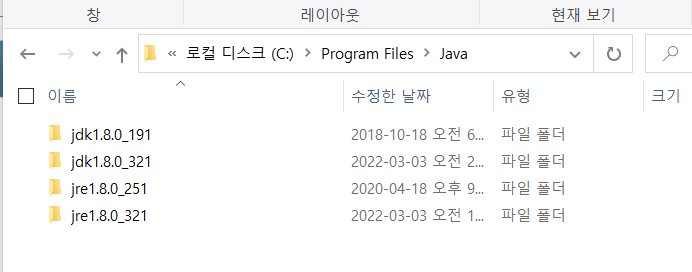 창 레이아웃 현재 보기
« 로컬 디스크 (C:) > Program Files > Java
이름 수정한 날짜 유형 크기
jdk1.8.0_191 2018-10-18 오전 6... 파일 폴더
jdk1.8.0_321 2022-03-03 오전 2... 파일 폴더
jre1.8.0_251 2020-04-18 오후 9... 파일 폴더
jre1.8.0_321 2022-03-03 오전 1... 파일 폴더